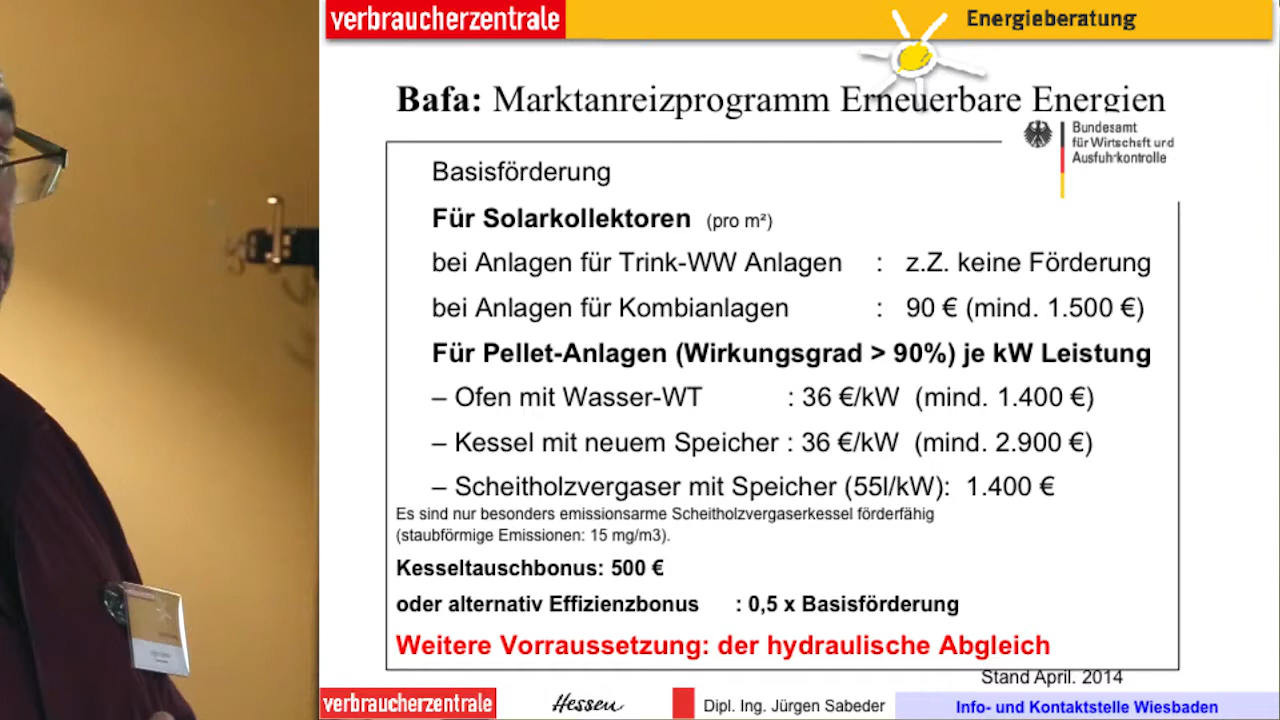 verbraucherzentrale
Energieberatung
Bafa: Marktanreizprogramm Erneuerbare Energien
Bundesamt
für Wirtschaft und
Ausfuhrkontrolle
Basisförderung
Für Solarkollektoren (pro m²)
bei Anlagen für Trink-WW Anlagen : z.Z. keine Förderung
bei Anlagen für Kombianlagen : 90 € (mind. 1.500 €)
Für Pellet-Anlagen (Wirkungsgrad > 90%) je kW Leistung
– Ofen mit Wasser-WT : 36 €/kW (mind. 1.400 €)
– Kessel mit neuem Speicher : 36 €/kW (mind. 2.900 €)
– Scheitholzvergaser mit Speicher (55l/kW): 1.400 €
Es sind nur besonders emissionsarme Scheitholzvergaserkessel förderfähig
(staubförmige Emissionen: 15 mg/m3).
Kesseltauschbonus: 500 €
oder alternativ Effizienzbonus : 0,5 x Basisförderung
Weitere Vorraussetzung: der hydraulische Abgleich
Stand April. 2014
verbraucherzentrale
Hessen
Dipl. Ing. Jürgen Sabeder
Info- und Kontaktstelle Wiesbaden